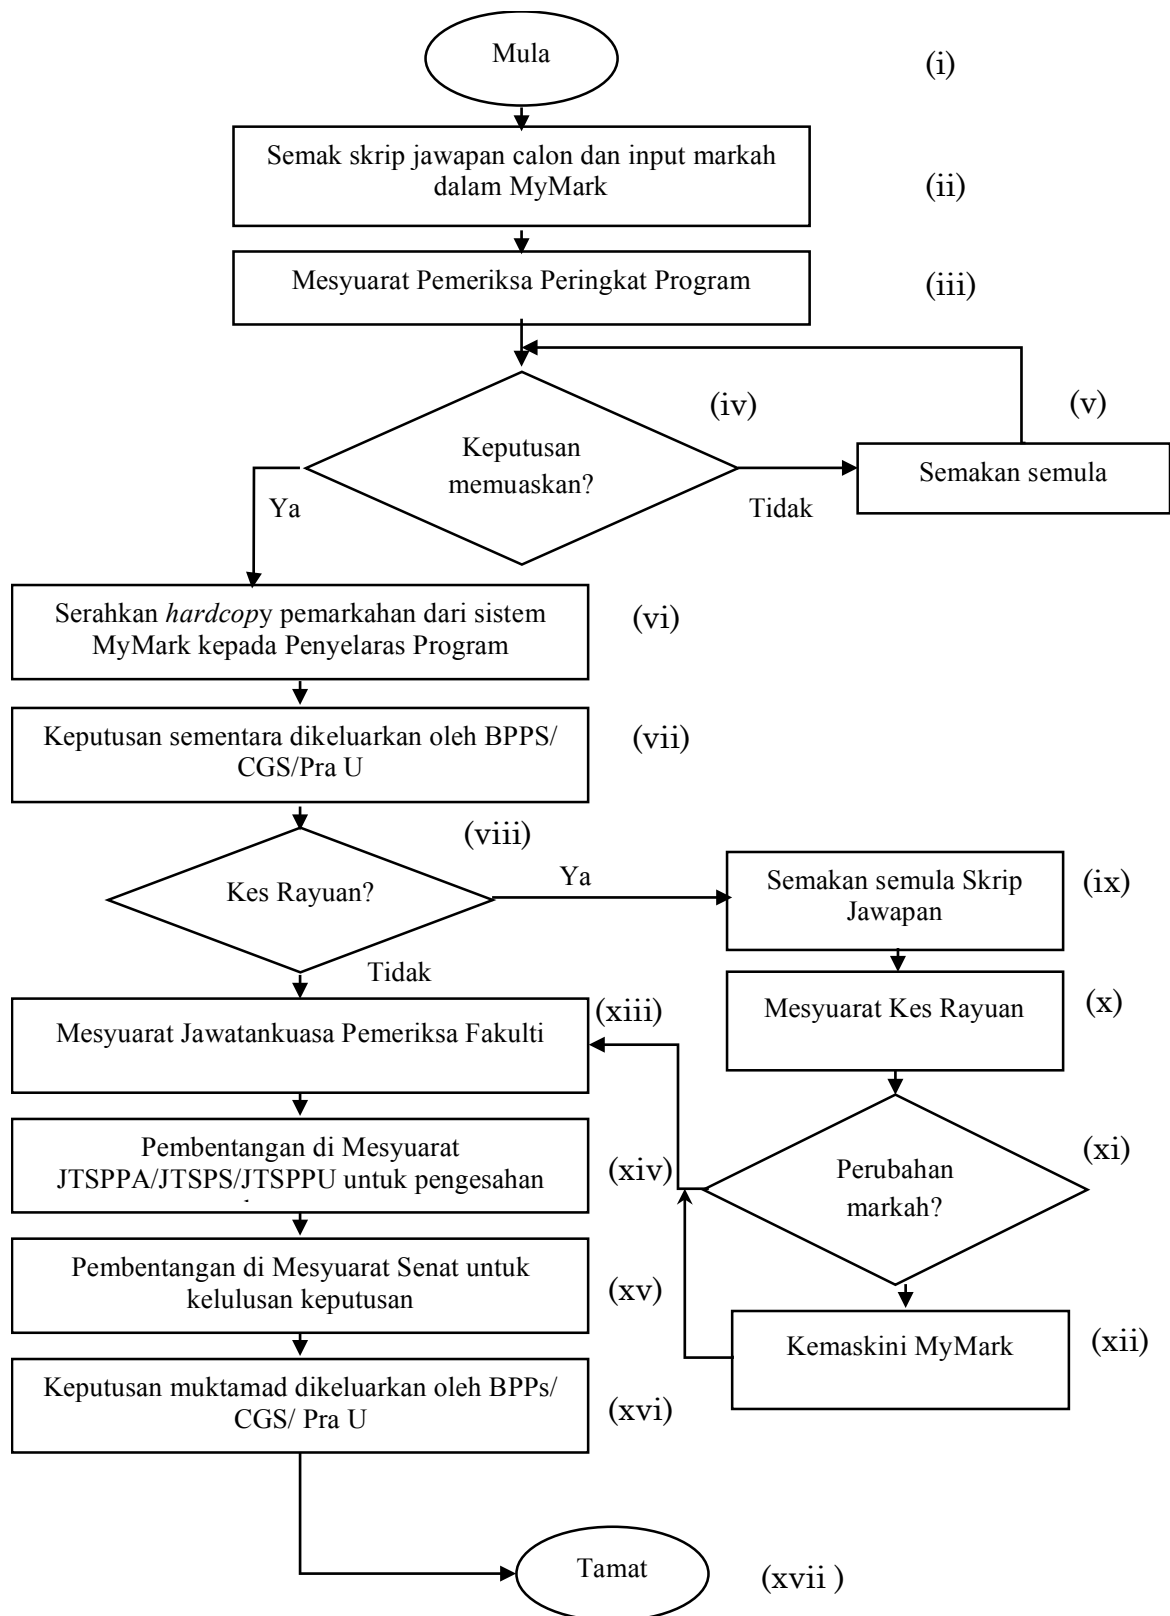 Mula
(i)
Semak skrip jawapan calon dan input markah
dalam MyMark
(ii)
Mesyuarat Pemeriksa Peringkat Program
(iii)
(iv)
(v)
Keputusan
memuaskan?
Semakan semula
Ya
Tidak
Serahkan hardcopy pemarkahan dari sistem
MyMark kepada Penyelaras Program
(vi)
Keputusan sementara dikeluarkan oleh BPPS/
CGS/Pra U
(vii)
(viii)
Kes Rayuan?
Ya
Semakan semula Skrip
Jawapan
(ix)
Tidak
Mesyuarat Jawatankuasa Pemeriksa Fakulti
(xiii)
Mesyuarat Kes Rayuan
(x)
Pembentangan di Mesyuarat
JTSPPA/JTSPS/JTSPPU untuk pengesahan
(xiv)
Perubahan
markah?
(xi)
Pembentangan di Mesyuarat Senat untuk
kelulusan keputusan
(xv)
Kemaskini MyMark
(xii)
Keputusan muktamad dikeluarkan oleh BPPs/
CGS/ Pra U
(xvi)
Tamat
(xvii )